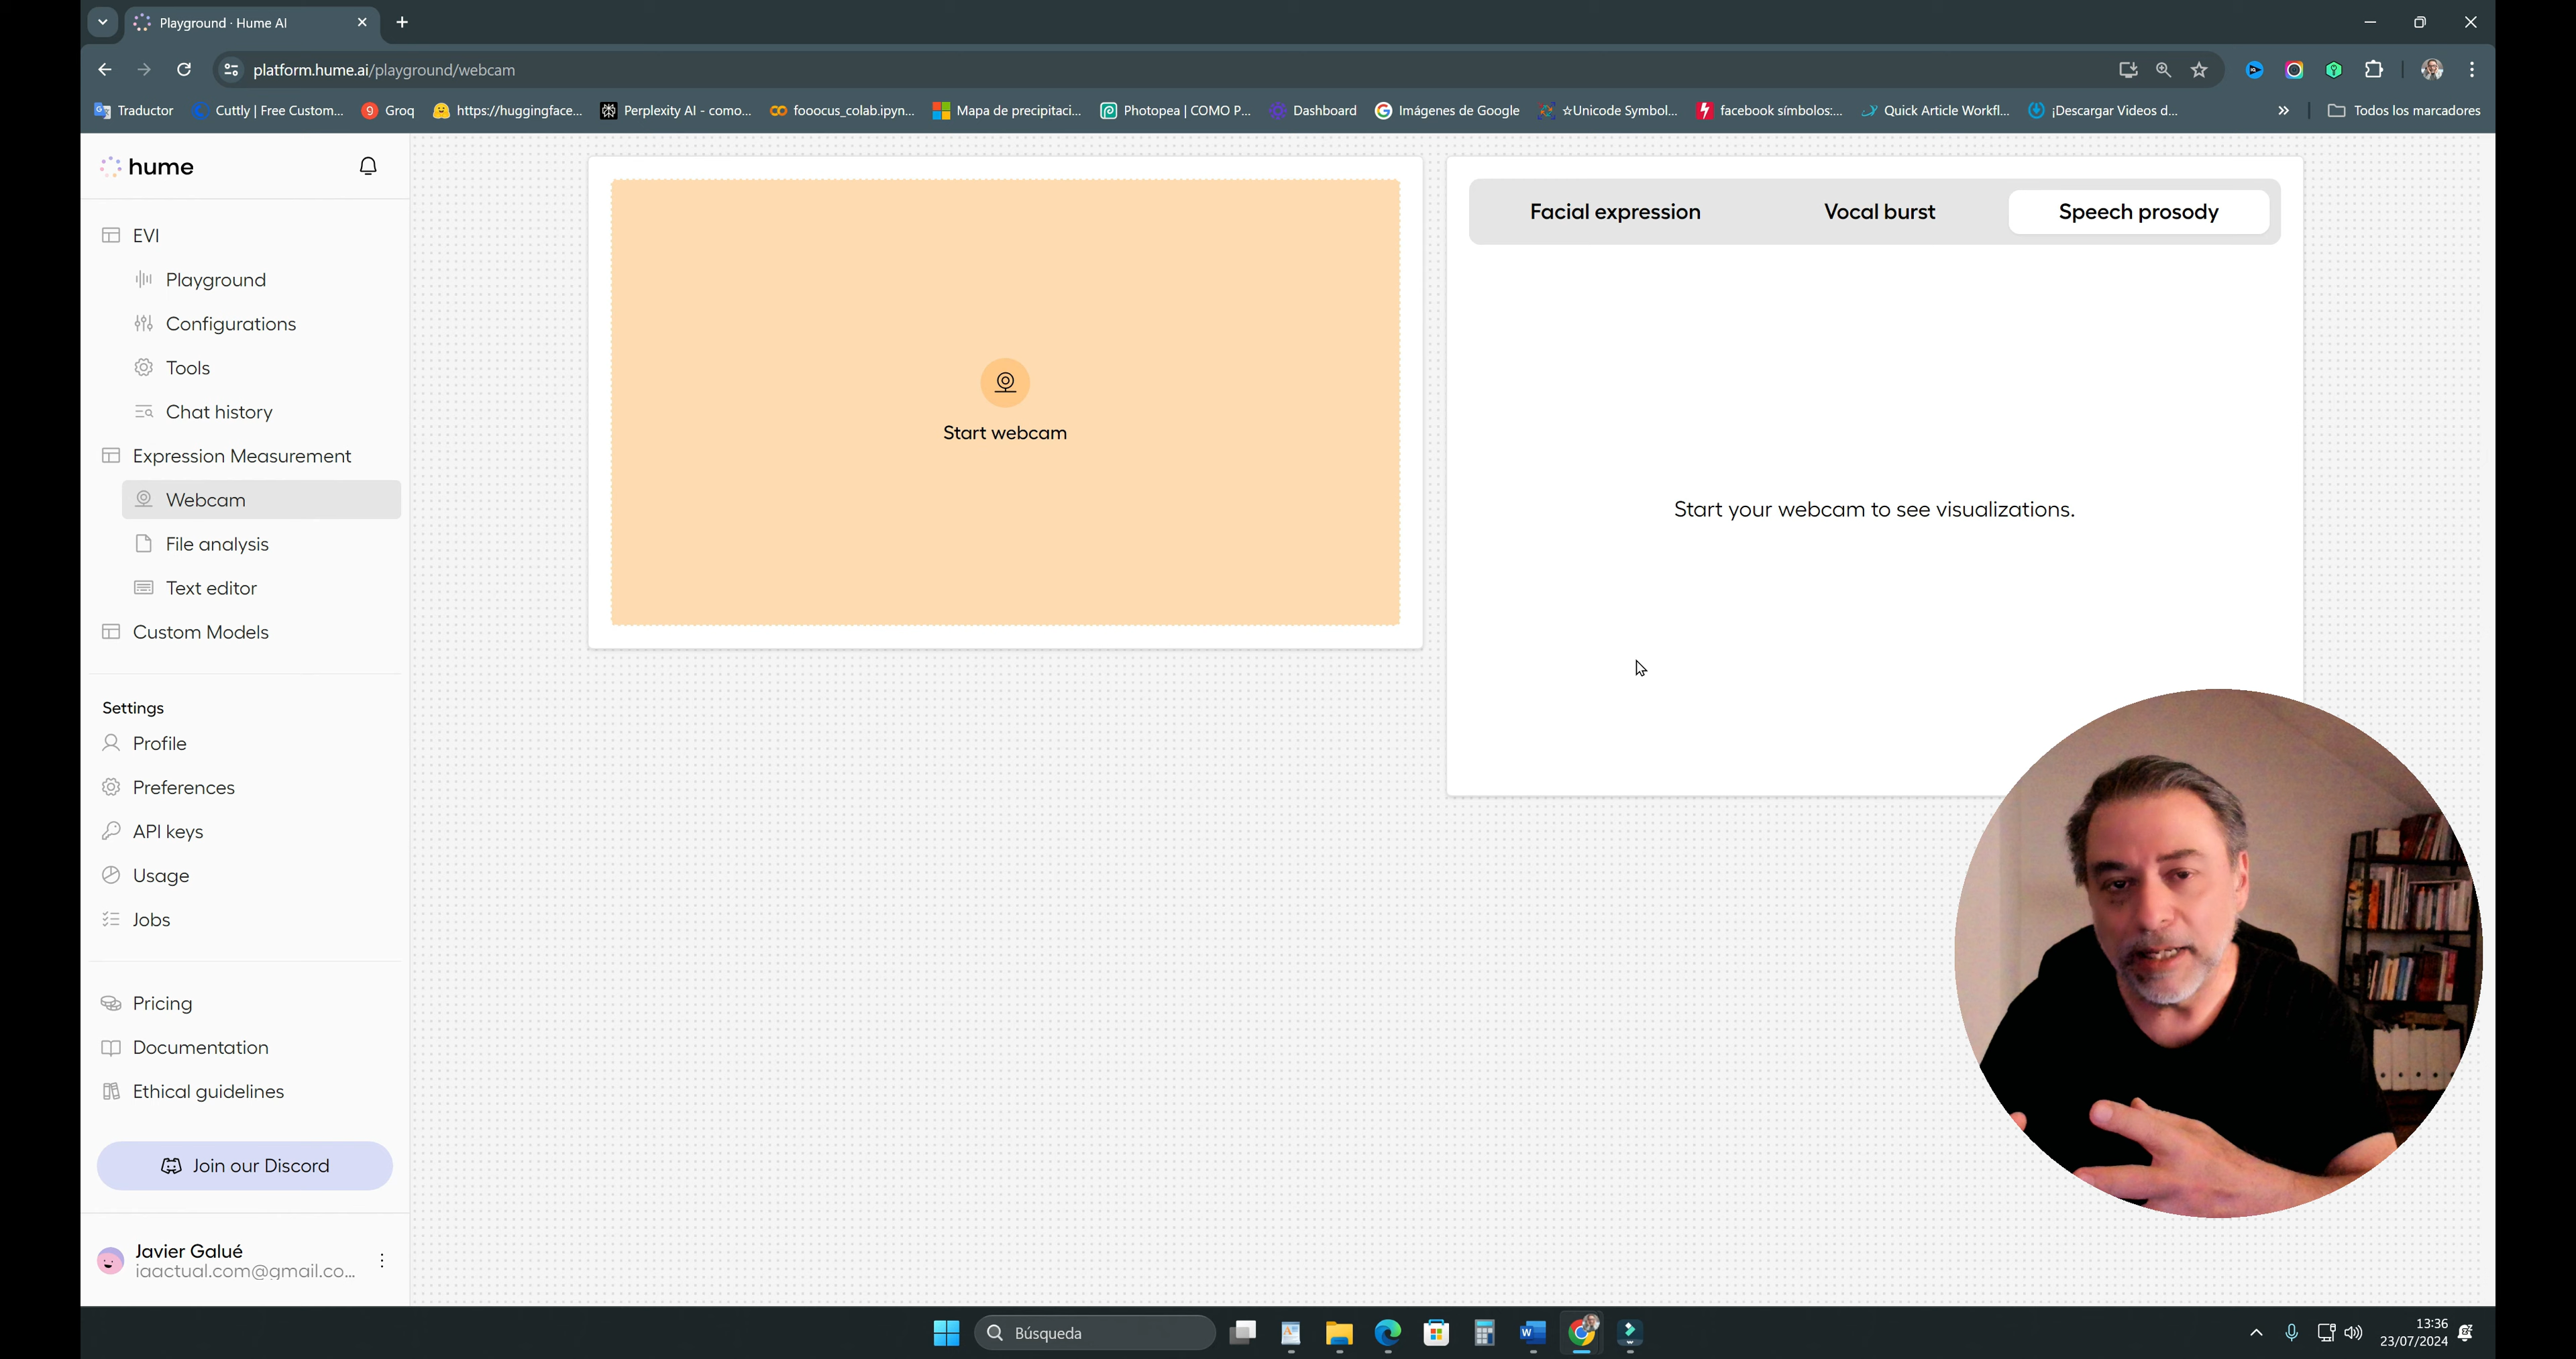 Playground · Hume AI
platform.hume.ai/playground/webcam
Traductor
Cuttly | Free Custom...
Groq
https://huggingface...
Perplexity AI - como...
fooocus_colab.ipyn...
Mapa de precipitaci...
Photopea | COMO P...
Dashboard
Imágenes de Google
☆Unicode Symbol...
facebook símbolos:...
Quick Article Workfl...
¡Descargar Videos d...
Todos los marcadores
hume
EVI
Playground
Configurations
Tools
Chat history
Expression Measurement
Webcam
File analysis
Text editor
Custom Models
Settings
Profile
Preferences
API keys
Usage
Jobs
Pricing
Documentation
Ethical guidelines
Join our Discord
Javier Galué
iaactual.com@gmail.co...
Start webcam
Facial expression
Vocal burst
Speech prosody
Start your webcam to see visualizations.
Búsqueda
13:36
23/07/2024